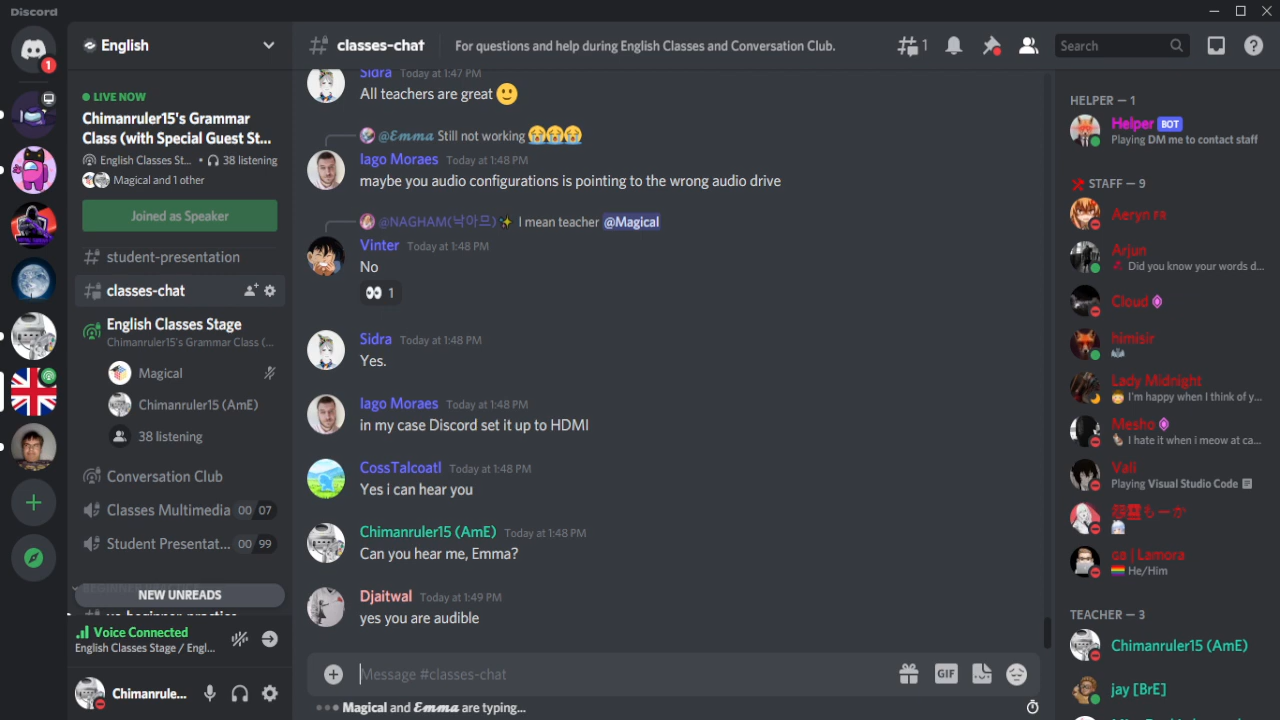 Discord
1
English
LIVE NOW
Chimanruler15's Grammar
Class (with Special Guest St...
English Classes St... • 38 listening
Magical and 1 other
Joined as Speaker
student-presentation
classes-chat
English Classes Stage
Chimanruler15's Grammar Class (...
Magical
Chimanruler15 (AmE)
38 listening
Conversation Club
Classes Multimedia 00 07
Student Presentat... 00 99
NEW UNREADS
Voice Connected
English Classes Stage / Engl...
Chimanrule...
classes-chat
For questions and help during English Classes and Conversation Club.
1
Search
Sidra Today at 1:47 PM
All teachers are great 🙂
@Emma Still not working 😭😭😭
Iago Moraes Today at 1:48 PM
maybe you audio configurations is pointing to the wrong audio drive
@NAGHAM(낙아므)✨ I mean teacher @Magical
Vinter Today at 1:48 PM
No
👀 1
Sidra Today at 1:48 PM
Yes.
Iago Moraes Today at 1:48 PM
in my case Discord set it up to HDMI
CossTalcoatl Today at 1:48 PM
Yes i can hear you
Chimanruler15 (AmE) Today at 1:48 PM
Can you hear me, Emma?
Djaitwal Today at 1:49 PM
yes you are audible
Message #classes-chat
GIF
Magical and Emma are typing...
HELPER — 1
Helper BOT
Playing DM me to contact staff
STAFF — 9
Aeryn FR
Arjun
Did you know your words d...
Cloud
himisir
Lady Midnight
I'm happy when I think of y...
Mesho
I hate it when i meow at ca...
Vali
Playing Visual Studio Code
ɑɑ | Lamora
He/Him
TEACHER — 3
Chimanruler15 (AmE)
jay [BrE]